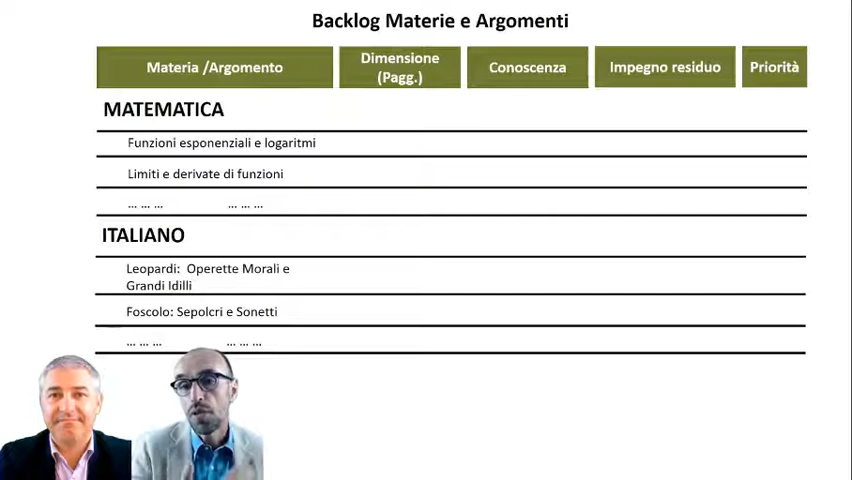 Backlog Materie e Argomenti
Materia /Argomento
Dimensione
(Pagg.)
Conoscenza
Impegno residuo
Priorità
MATEMATICA
Funzioni esponenziali e logaritmi
Limiti e derivate di funzioni
... ... ... ... ... ...
ITALIANO
Leopardi: Operette Morali e
Grandi Idilli
Foscolo: Sepolcri e Sonetti
... ... ... ... ... ...